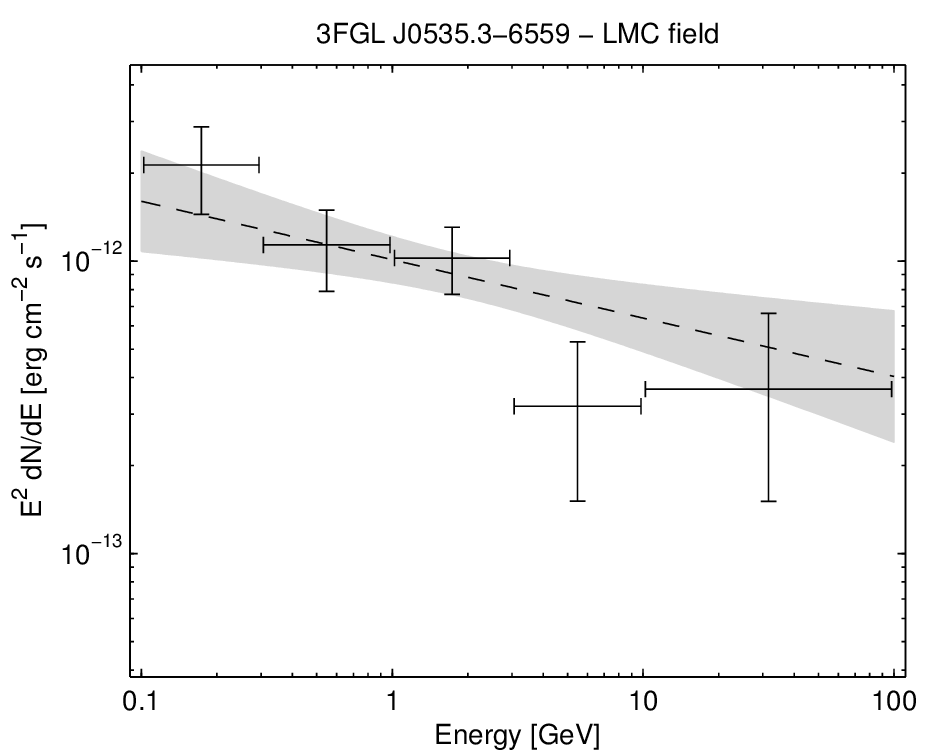 3FGL J0535.3−6559 − LMC field
E² dN/dE [erg cm⁻² s⁻¹]
10⁻¹²
10⁻¹³
0.1 1 10 100
Energy [GeV]